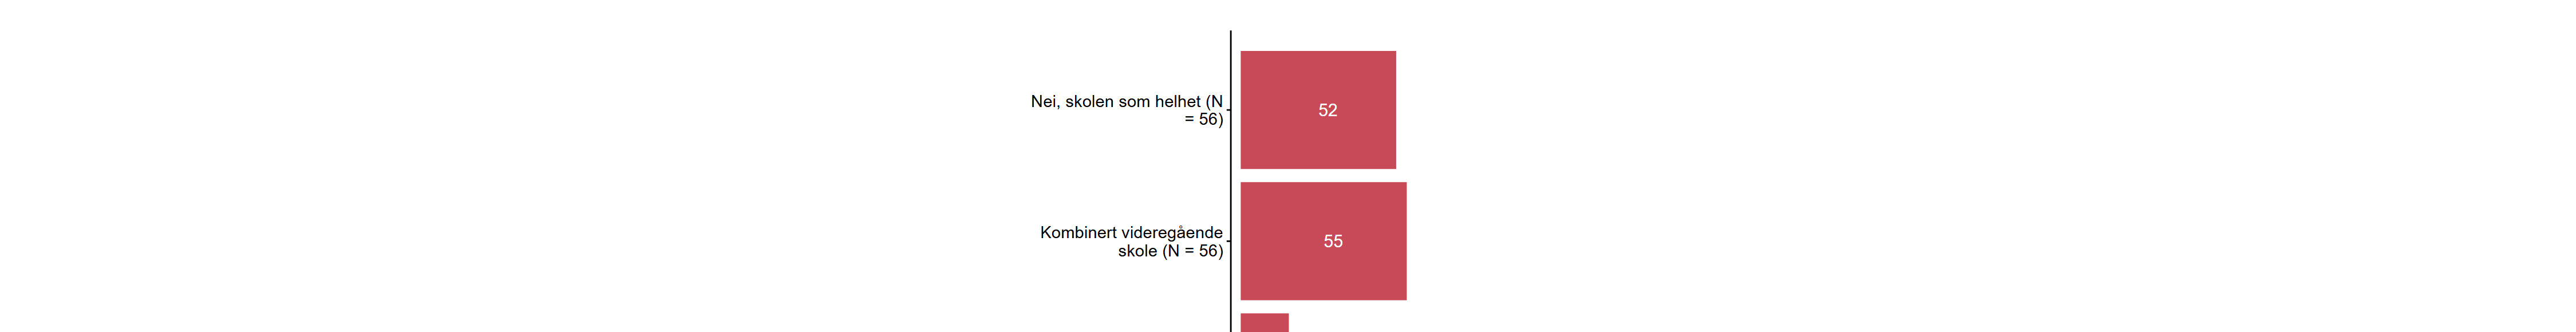 Nei, skolen som helhet (N
= 56)
52
Kombinert videregående
skole (N = 56)
55